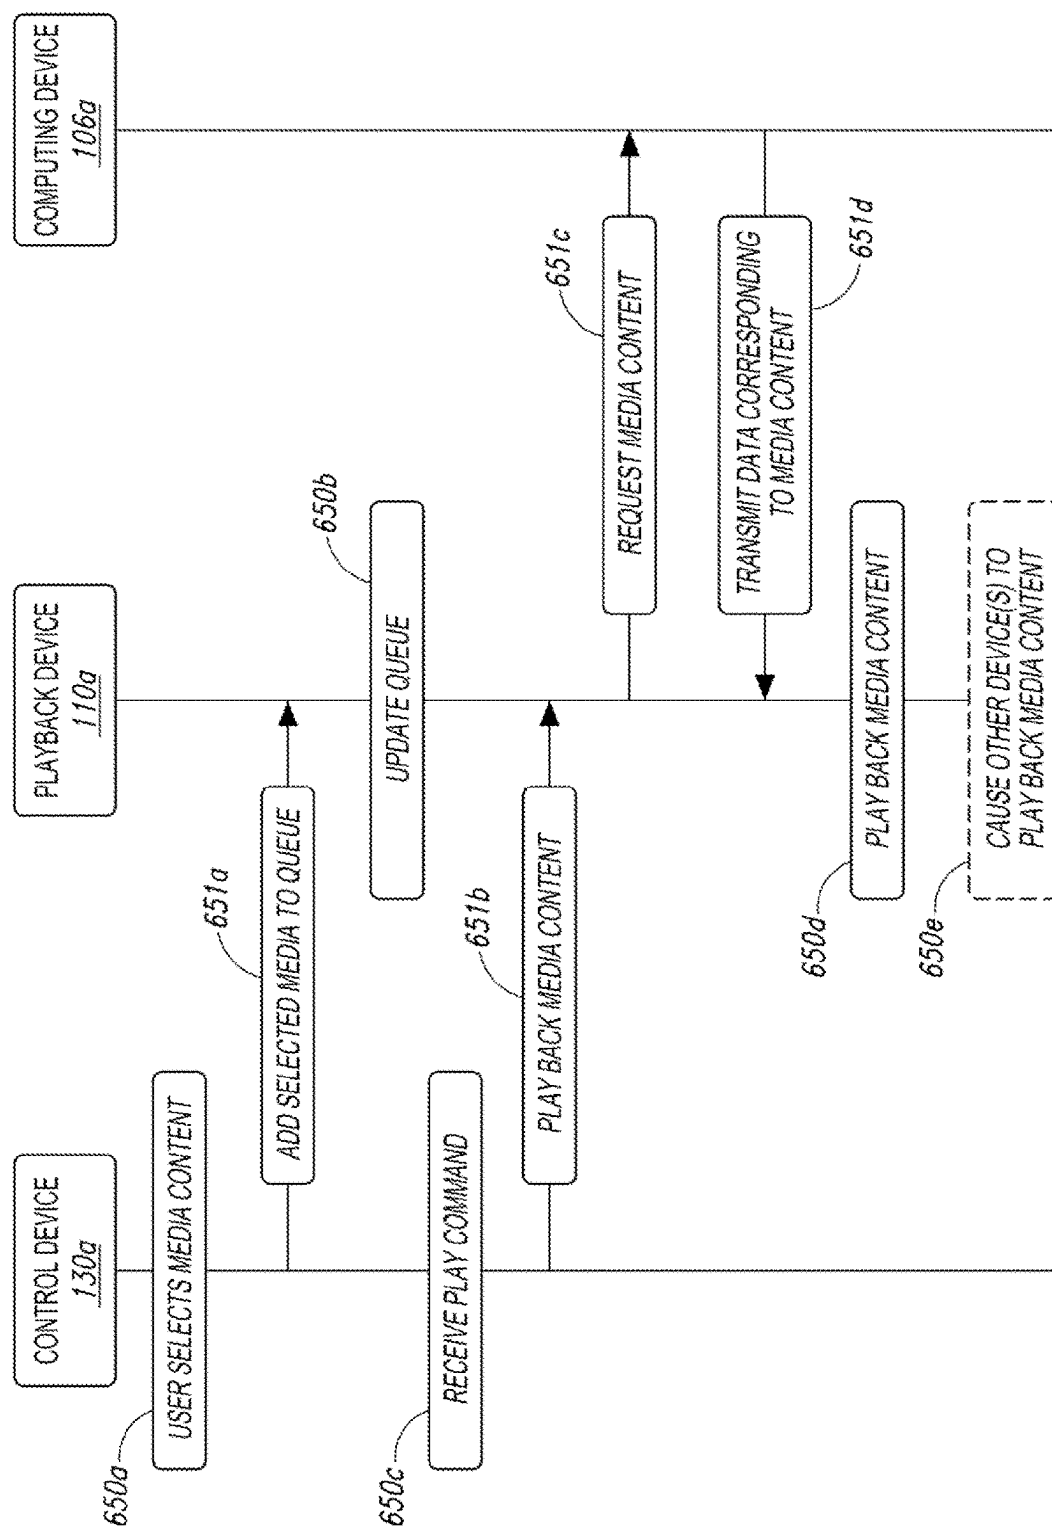 CONTROL DEVICE
130a
PLAYBACK DEVICE
110a
COMPUTING DEVICE
106a
650a
USER SELECTS MEDIA CONTENT
651a
ADD SELECTED MEDIA TO QUEUE
650b
UPDATE QUEUE
650c
RECEIVE PLAY COMMAND
651b
PLAY BACK MEDIA CONTENT
651c
REQUEST MEDIA CONTENT
651d
TRANSMIT DATA CORRESPONDING
TO MEDIA CONTENT
650d
PLAY BACK MEDIA CONTENT
650e
CAUSE OTHER DEVICE(S) TO
PLAY BACK MEDIA CONTENT